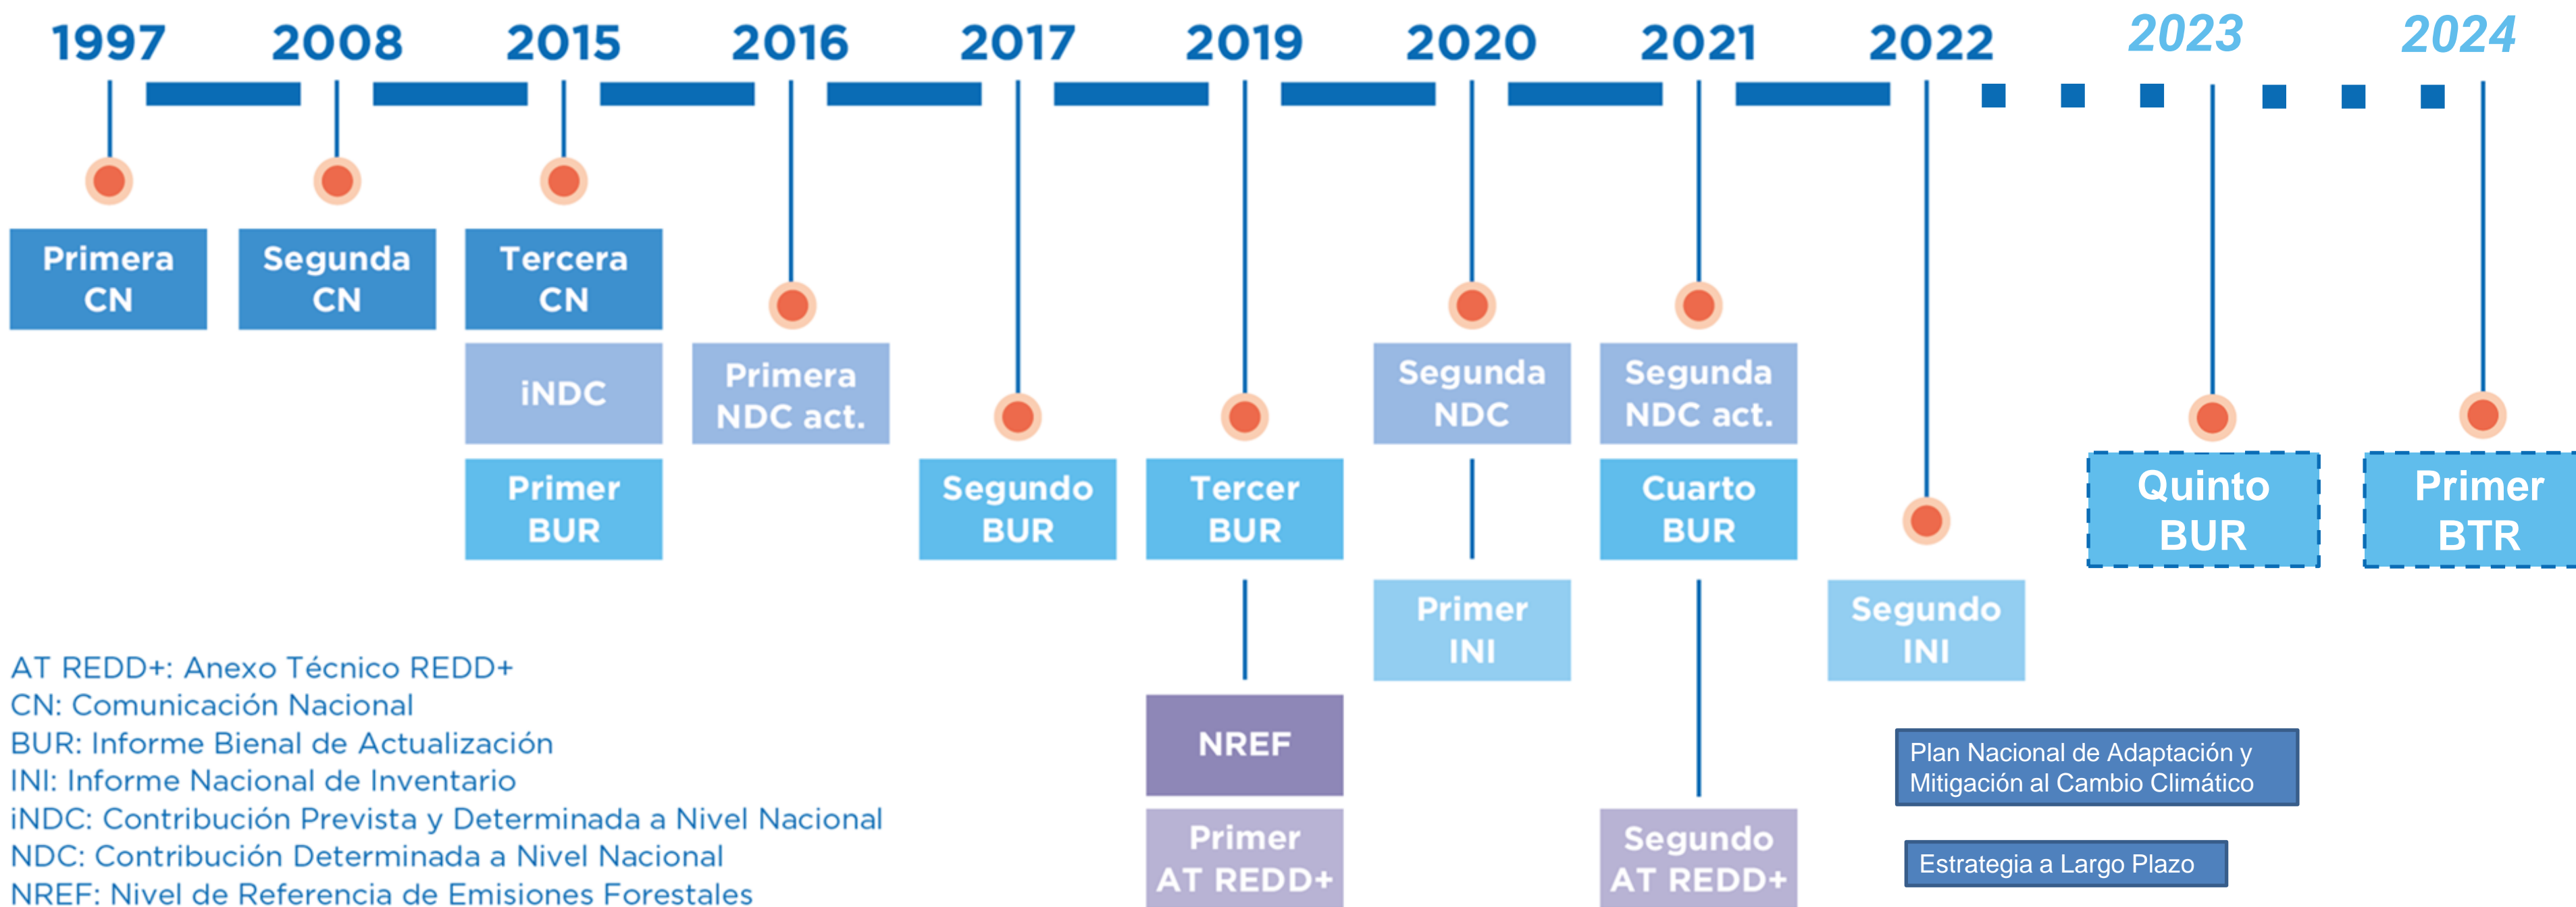 1997 2008 2015 2016 2017 2019 2020 2021 2022 2023 2024
Primera
CN
Segunda
CN
Tercera
CN
iNDC
Primer
BUR
Primera
NDC act.
Segundo
BUR
Tercer
BUR
NREF
Primer
AT REDD+
Segunda
NDC
Primer
INI
Segunda
NDC act.
Cuarto
BUR
Segundo
AT REDD+
Segundo
INI
Quinto
BUR
Primer
BTR
Plan Nacional de Adaptación y
Mitigación al Cambio Climático
Estrategia a Largo Plazo
AT REDD+: Anexo Técnico REDD+
CN: Comunicación Nacional
BUR: Informe Bienal de Actualización
INI: Informe Nacional de Inventario
iNDC: Contribución Prevista y Determinada a Nivel Nacional
NDC: Contribución Determinada a Nivel Nacional
NREF: Nivel de Referencia de Emisiones Forestales